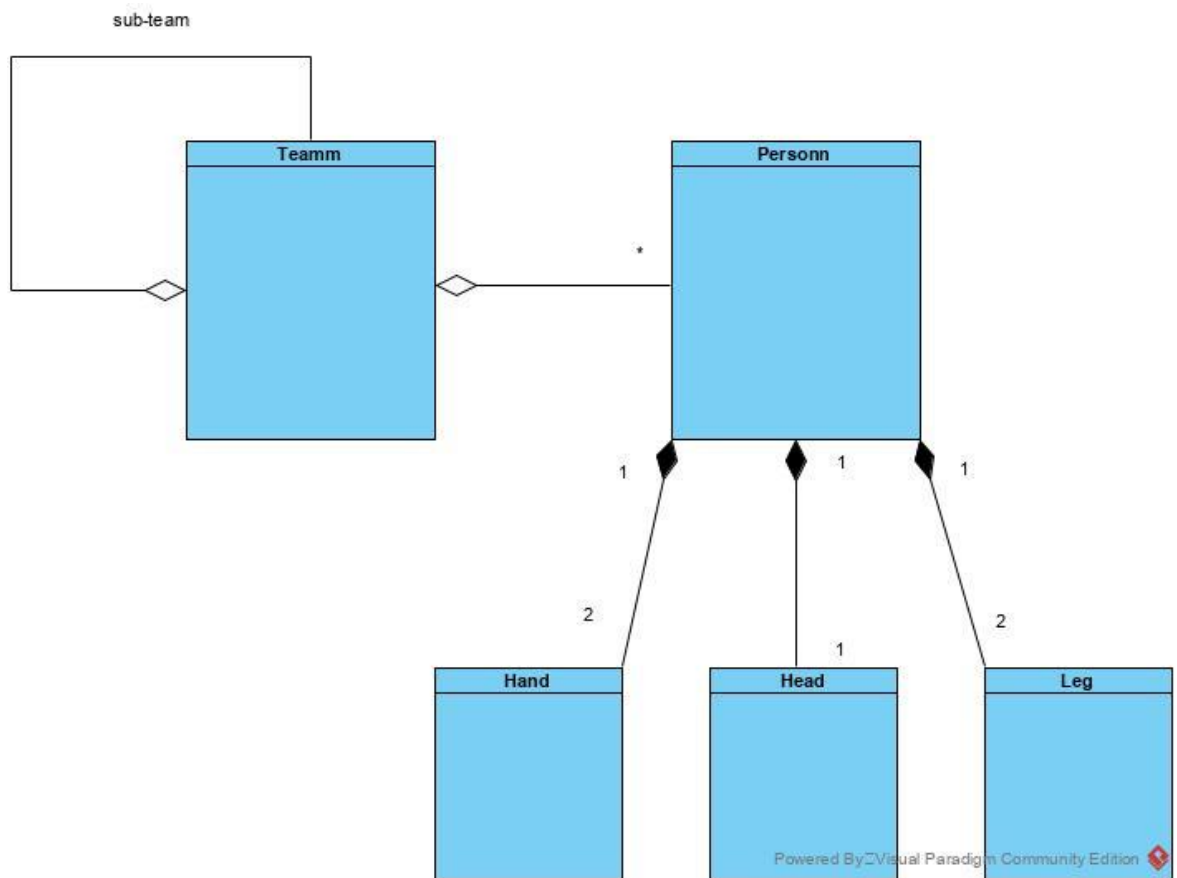 sub-team
Teamm
Personn
*
1
1
1
2
2
1
Hand
Head
Leg
Powered By Visual Paradigm Community Edition